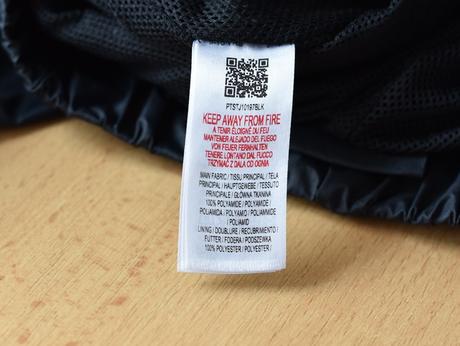 PTSTJ10197BLK
KEEP AWAY FROM FIRE
A TENIR ÉLOIGNÉ DU FEU
MANTENER ALEJADO DEL FUEGO
VON FEUER FERNHALTEN
TENERE LONTANO DAL FUOCO
TRZYMAĆ Z DALA CO OGNIA
MAIN FABRIC / TISSU PRINCIPAL / TELA
PRINCIPAL / HAUPTGEWEBE / TESSUTO
PRINCIPALE / GŁÓWNA TKANINA
100% POLYAMIDE / POLYAMIDE /
POLIAMIDA / POLYAMID / POLIAMMIDE
/ POLIAMID
LINING / DOUBLURE / RECUBRIMIENTO /
FUTTER / FODERA / PODSZEWKA
100% POLYESTER / POLYESTER /